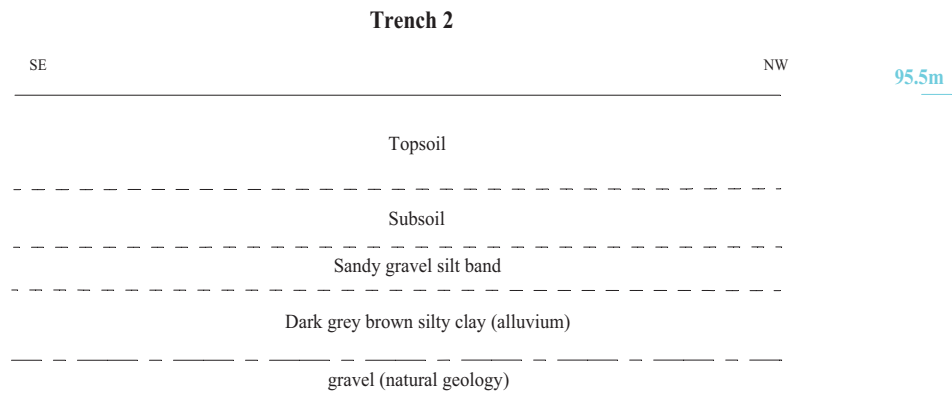 Trench 2
SE
NW
95.5m
Topsoil
Subsoil
Sandy gravel silt band
Dark grey brown silty clay (alluvium)
gravel (natural geology)